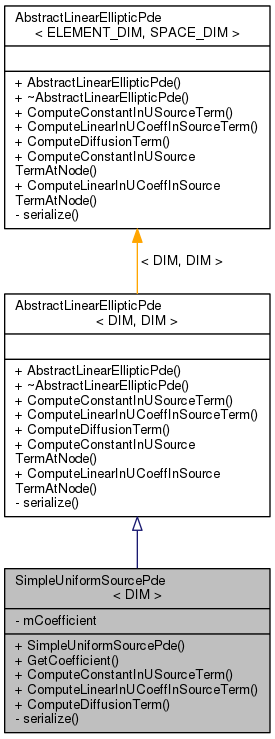 AbstractLinearEllipticPde
< ELEMENT_DIM, SPACE_DIM >
+ AbstractLinearEllipticPde()
+ ~AbstractLinearEllipticPde()
+ ComputeConstantInUSourceTerm()
+ ComputeLinearInUCoeffInSourceTerm()
+ ComputeDiffusionTerm()
+ ComputeConstantInUSource
TermAtNode()
+ ComputeLinearInUCoeffInSource
TermAtNode()
- serialize()
< DIM, DIM >
AbstractLinearEllipticPde
< DIM, DIM >
+ AbstractLinearEllipticPde()
+ ~AbstractLinearEllipticPde()
+ ComputeConstantInUSourceTerm()
+ ComputeLinearInUCoeffInSourceTerm()
+ ComputeDiffusionTerm()
+ ComputeConstantInUSource
TermAtNode()
+ ComputeLinearInUCoeffInSource
TermAtNode()
- serialize()
SimpleUniformSourcePde
< DIM >
- mCoefficient
+ SimpleUniformSourcePde()
+ GetCoefficient()
+ ComputeConstantInUSourceTerm()
+ ComputeLinearInUCoeffInSourceTerm()
+ ComputeDiffusionTerm()
- serialize()